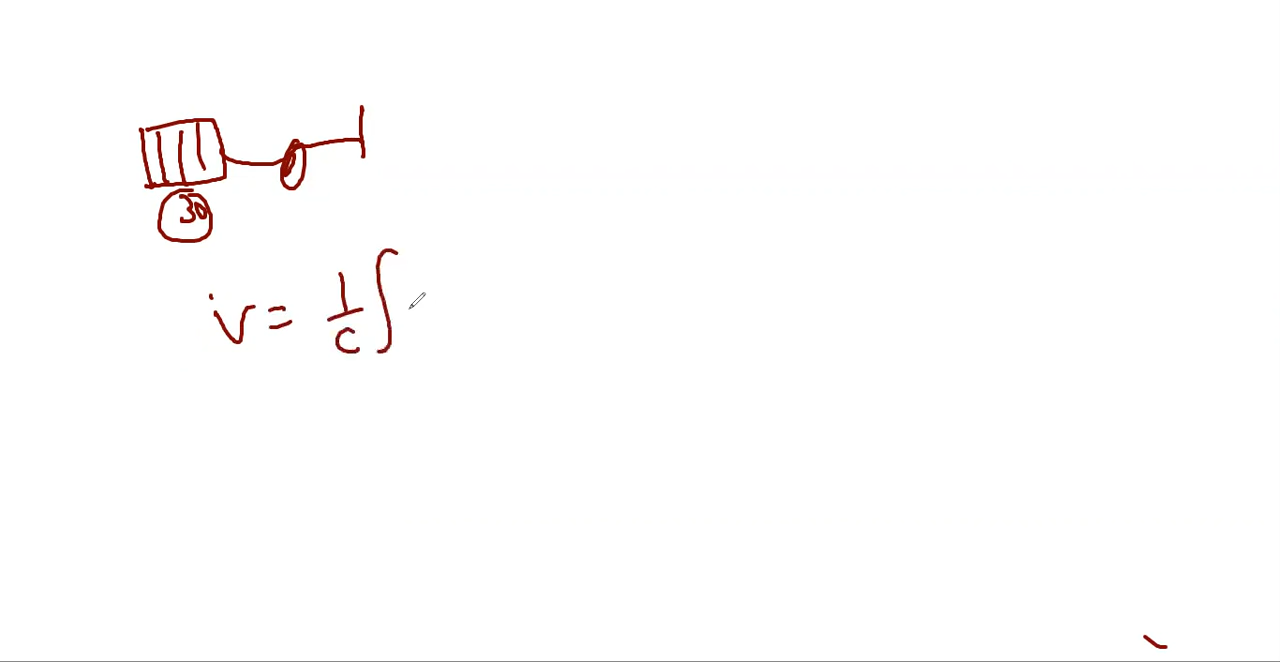 30
V = 1/c ∫